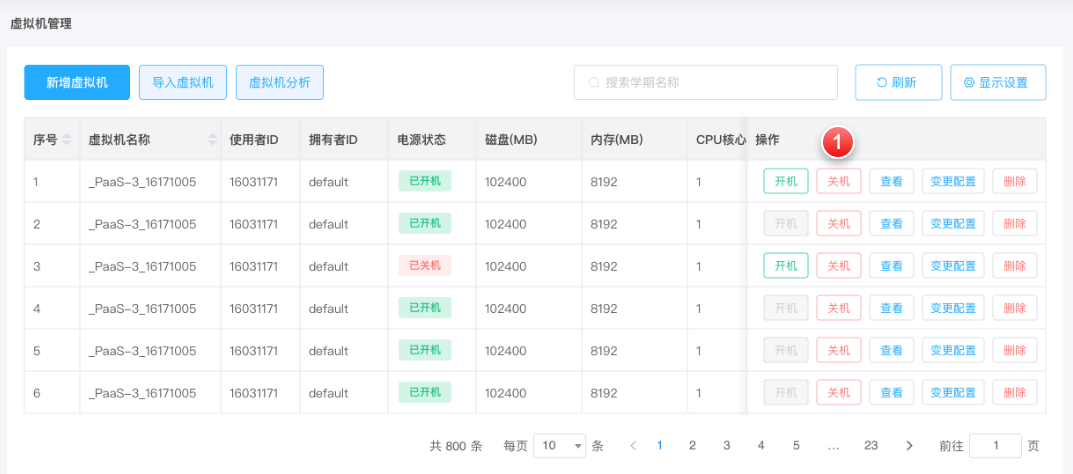 虚拟机管理
新增虚拟机 导入虚拟机 虚拟机分析 搜索学期名称 刷新 显示设置
序号 虚拟机名称 使用者ID 拥有者ID 电源状态 磁盘(MB) 内存(MB) CPU核心 操作 1
1 _PaaS-3_16171005 16031171 default 已开机 102400 8192 1 开机 关机 查看 变更配置 删除
2 _PaaS-3_16171005 16031171 default 已开机 102400 8192 1 开机 关机 查看 变更配置 删除
3 _PaaS-3_16171005 16031171 default 已关机 102400 8192 1 开机 关机 查看 变更配置 删除
4 _PaaS-3_16171005 16031171 default 已开机 102400 8192 1 开机 关机 查看 变更配置 删除
5 _PaaS-3_16171005 16031171 default 已开机 102400 8192 1 开机 关机 查看 变更配置 删除
6 _PaaS-3_16171005 16031171 default 已开机 102400 8192 1 开机 关机 查看 变更配置 删除
共 800 条 每页 10 条 < 1 2 3 4 5 ... 23 > 前往 1 页